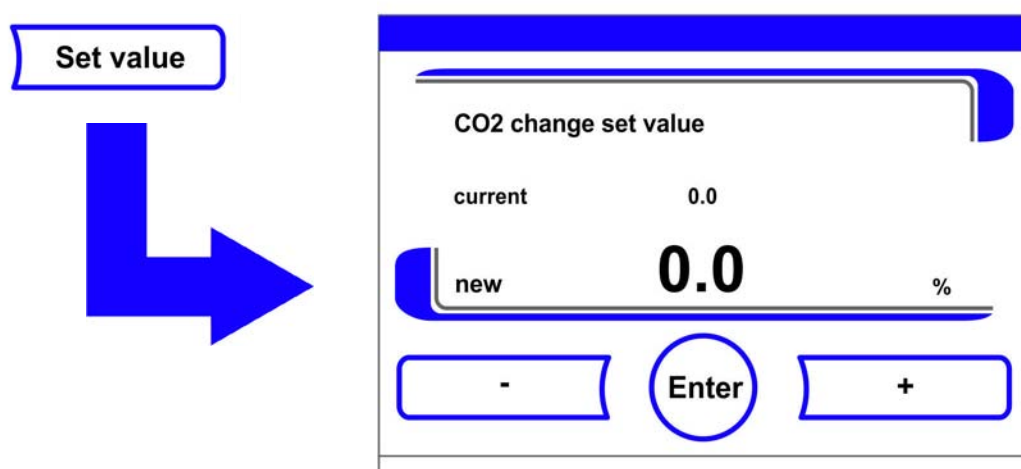 Set value
CO2 change set value
current 0.0
new 0.0 %
- Enter +